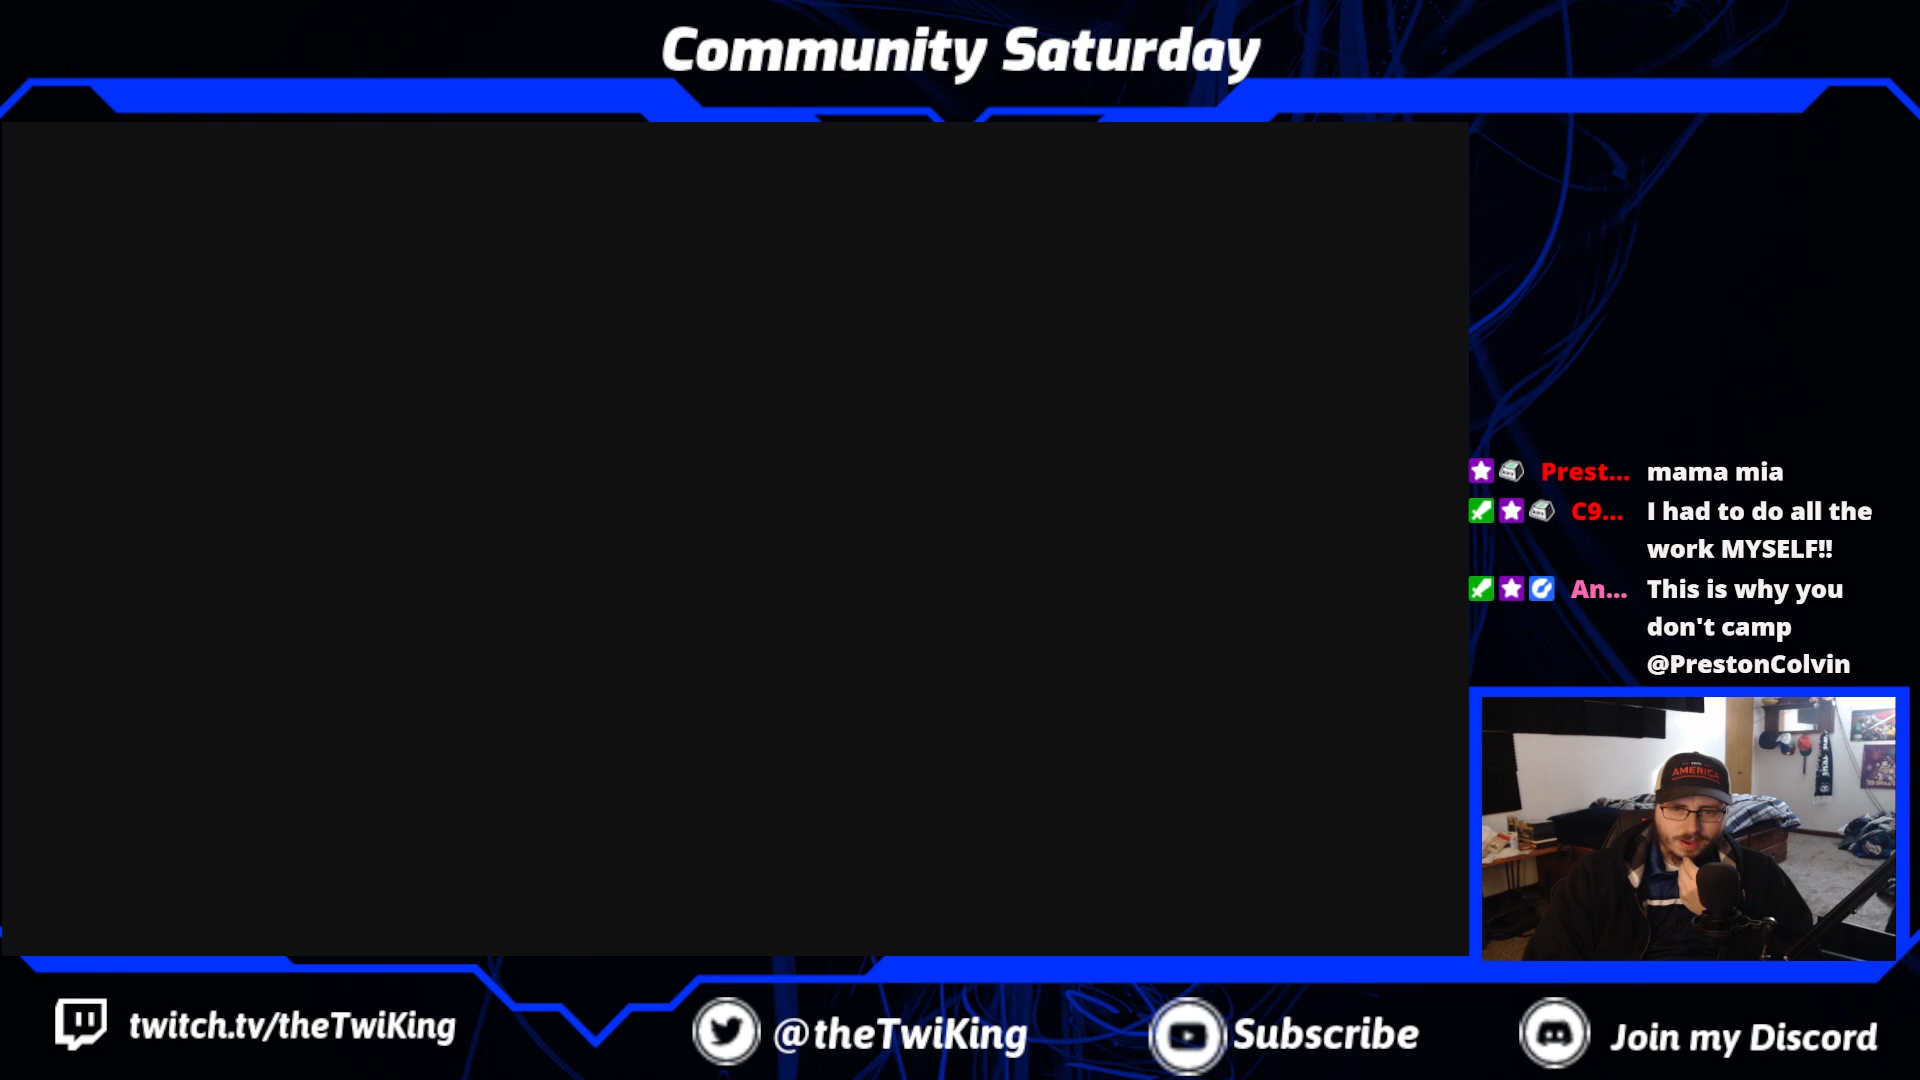 Community Saturday
Prest... mama mia
C9... I had to do all the
work MYSELF!!
An... This is why you
don't camp
@PrestonColvin
AMERICA
twitch.tv/theTwiKing
@theTwiKing
Subscribe
Join my Discord